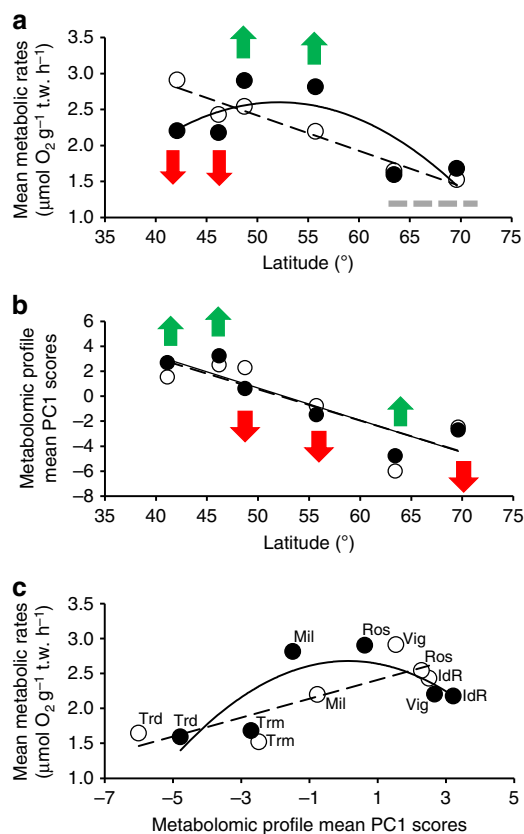 a
Mean metabolic rates
(μmol O2 g−1 t.w. h−1)
3.5
3.0
2.5
2.0
1.5
1.0
35 40 45 50 55 60 65 70 75
Latitude (°)
b
Metabolomic profile
mean PC1 scores
6
4
2
0
−2
−4
−6
−8
35 40 45 50 55 60 65 70 75
Latitude (°)
c
Mean metabolic rates
(μmol O2 g−1 t.w. h−1)
3.5
3.0
2.5
2.0
1.5
1.0
Mil
Ros
Vig
Ros
IdR
Mil
Vig
IdR
Trd
Trd
Trm
Trm
−7 −5 −3 −1 1 3 5
Metabolomic profile mean PC1 scores